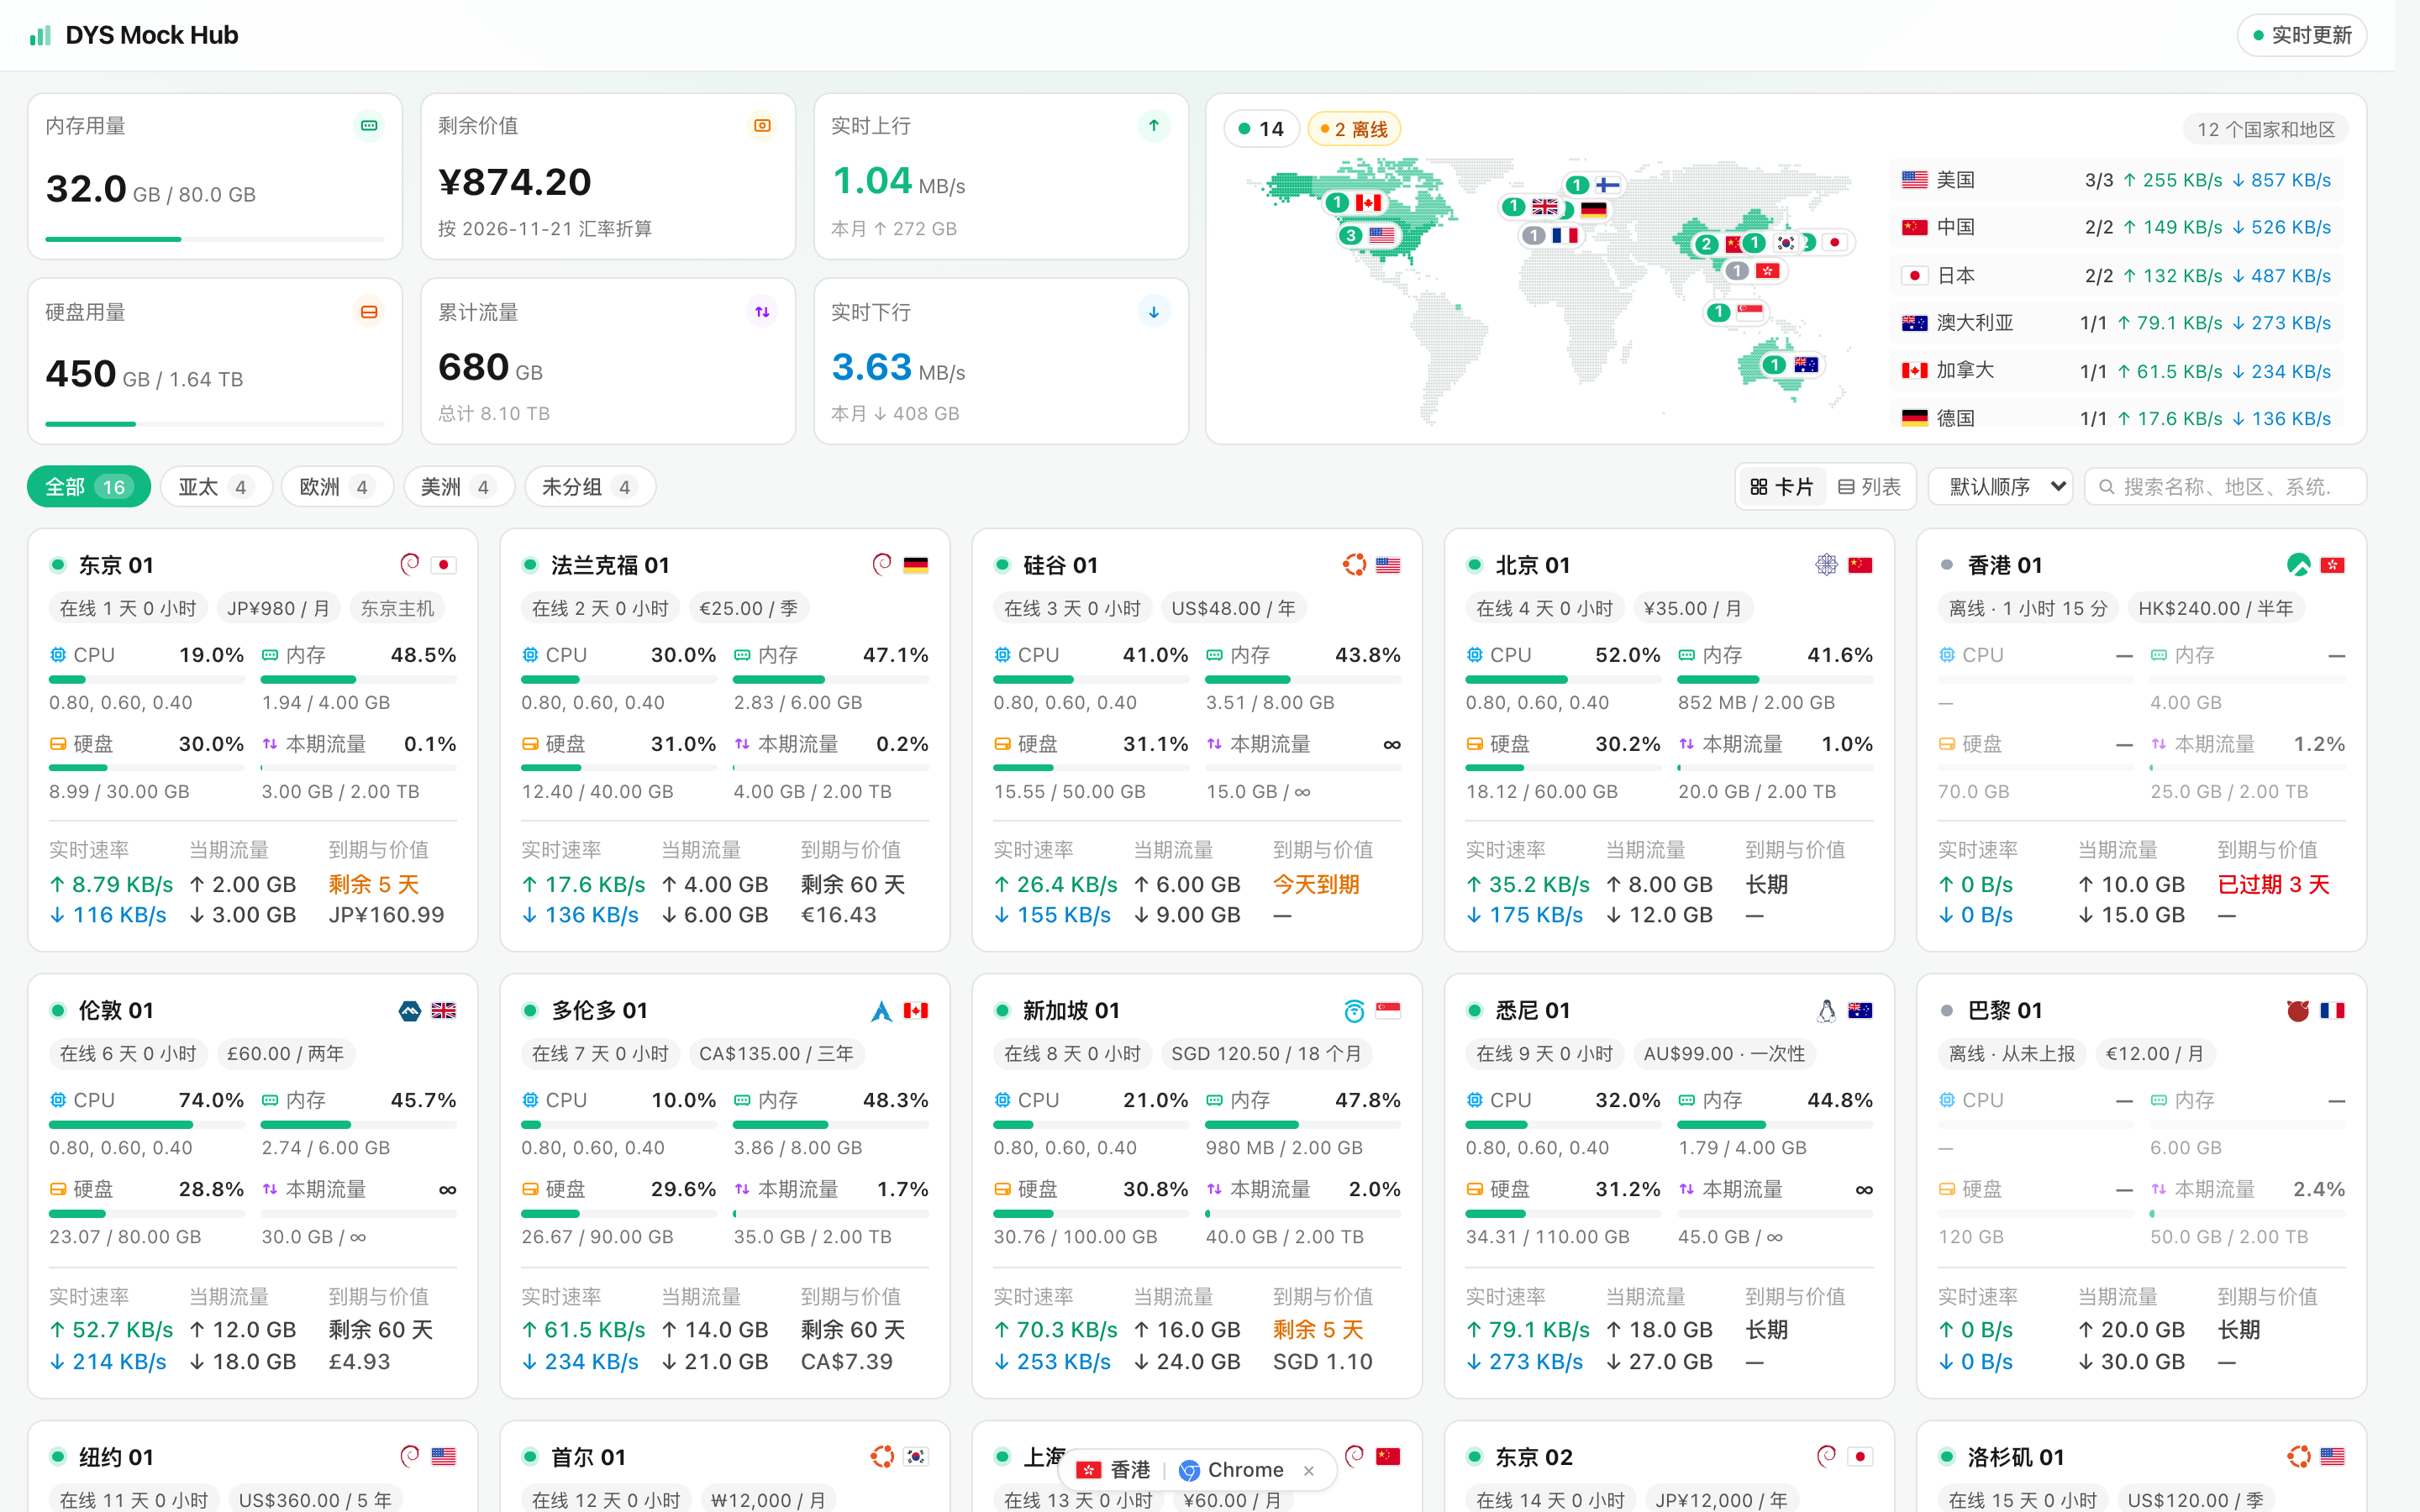 DYS Mock Hub
实时更新
内存用量
32.0 GB / 80.0 GB
剩余价值
¥874.20
按 2026-11-21 汇率折算
实时上行
1.04 MB/s
本月 ↑ 272 GB
硬盘用量
450 GB / 1.64 TB
累计流量
680 GB
总计 8.10 TB
实时下行
3.63 MB/s
本月 ↓ 408 GB
14
2 离线
12 个国家和地区
1
3
1
1
1
2
1
1
1
1
美国 3/3 ↑ 255 KB/s ↓ 857 KB/s
中国 2/2 ↑ 149 KB/s ↓ 526 KB/s
日本 2/2 ↑ 132 KB/s ↓ 487 KB/s
澳大利亚 1/1 ↑ 79.1 KB/s ↓ 273 KB/s
加拿大 1/1 ↑ 61.5 KB/s ↓ 234 KB/s
德国 1/1 ↑ 17.6 KB/s ↓ 136 KB/s
全部 16 亚太 4 欧洲 4 美洲 4 未分组 4
卡片 列表 默认顺序 搜索名称、地区、系统.
东京 01
在线 1 天 0 小时 JP¥980 / 月 东京主机
CPU 19.0% 内存 48.5%
0.80, 0.60, 0.40 1.94 / 4.00 GB
硬盘 30.0% 本期流量 0.1%
8.99 / 30.00 GB 3.00 GB / 2.00 TB
实时速率 当期流量 到期与价值
↑ 8.79 KB/s ↑ 2.00 GB 剩余 5 天
↓ 116 KB/s ↓ 3.00 GB JP¥160.99
法兰克福 01
在线 2 天 0 小时 €25.00 / 季
CPU 30.0% 内存 47.1%
0.80, 0.60, 0.40 2.83 / 6.00 GB
硬盘 31.0% 本期流量 0.2%
12.40 / 40.00 GB 4.00 GB / 2.00 TB
实时速率 当期流量 到期与价值
↑ 17.6 KB/s ↑ 4.00 GB 剩余 60 天
↓ 136 KB/s ↓ 6.00 GB €16.43
硅谷 01
在线 3 天 0 小时 US$48.00 / 年
CPU 41.0% 内存 43.8%
0.80, 0.60, 0.40 3.51 / 8.00 GB
硬盘 31.1% 本期流量 ∞
15.55 / 50.00 GB 15.0 GB / ∞
实时速率 当期流量 到期与价值
↑ 26.4 KB/s ↑ 6.00 GB 今天到期
↓ 155 KB/s ↓ 9.00 GB —
北京 01
在线 4 天 0 小时 ¥35.00 / 月
CPU 52.0% 内存 41.6%
0.80, 0.60, 0.40 852 MB / 2.00 GB
硬盘 30.2% 本期流量 1.0%
18.12 / 60.00 GB 20.0 GB / 2.00 TB
实时速率 当期流量 到期与价值
↑ 35.2 KB/s ↑ 8.00 GB 长期
↓ 175 KB/s ↓ 12.0 GB —
香港 01
离线 · 1 小时 15 分 HK$240.00 / 半年
CPU — 内存 —
— 4.00 GB
硬盘 — 本期流量 1.2%
70.0 GB 25.0 GB / 2.00 TB
实时速率 当期流量 到期与价值
↑ 0 B/s ↑ 10.0 GB 已过期 3 天
↓ 0 B/s ↓ 15.0 GB —
伦敦 01
在线 6 天 0 小时 £60.00 / 两年
CPU 74.0% 内存 45.7%
0.80, 0.60, 0.40 2.74 / 6.00 GB
硬盘 28.8% 本期流量 ∞
23.07 / 80.00 GB 30.0 GB / ∞
实时速率 当期流量 到期与价值
↑ 52.7 KB/s ↑ 12.0 GB 剩余 60 天
↓ 214 KB/s ↓ 18.0 GB £4.93
多伦多 01
在线 7 天 0 小时 CA$135.00 / 三年
CPU 10.0% 内存 48.3%
0.80, 0.60, 0.40 3.86 / 8.00 GB
硬盘 29.6% 本期流量 1.7%
26.67 / 90.00 GB 35.0 GB / 2.00 TB
实时速率 当期流量 到期与价值
↑ 61.5 KB/s ↑ 14.0 GB 剩余 60 天
↓ 234 KB/s ↓ 21.0 GB CA$7.39
新加坡 01
在线 8 天 0 小时 SGD 120.50 / 18 个月
CPU 21.0% 内存 47.8%
0.80, 0.60, 0.40 980 MB / 2.00 GB
硬盘 30.8% 本期流量 2.0%
30.76 / 100.00 GB 40.0 GB / 2.00 TB
实时速率 当期流量 到期与价值
↑ 70.3 KB/s ↑ 16.0 GB 剩余 5 天
↓ 253 KB/s ↓ 24.0 GB SGD 1.10
悉尼 01
在线 9 天 0 小时 AU$99.00 · 一次性
CPU 32.0% 内存 44.8%
0.80, 0.60, 0.40 1.79 / 4.00 GB
硬盘 31.2% 本期流量 ∞
34.31 / 110.00 GB 45.0 GB / ∞
实时速率 当期流量 到期与价值
↑ 79.1 KB/s ↑ 18.0 GB 长期
↓ 273 KB/s ↓ 27.0 GB —
巴黎 01
离线 · 从未上报 €12.00 / 月
CPU — 内存 —
— 6.00 GB
硬盘 — 本期流量 2.4%
120 GB 50.0 GB / 2.00 TB
实时速率 当期流量 到期与价值
↑ 0 B/s ↑ 20.0 GB 长期
↓ 0 B/s ↓ 30.0 GB —
纽约 01
在线 11 天 0 小时 US$360.00 / 5 年
首尔 01
在线 12 天 0 小时 ₩12,000 / 月
上海
在线 13 天 0 小时 ¥60.00 / 月
东京 02
在线 14 天 0 小时 JP¥12,000 / 年
洛杉矶 01
在线 15 天 0 小时 US$120.00 / 季
香港 | Chrome ×